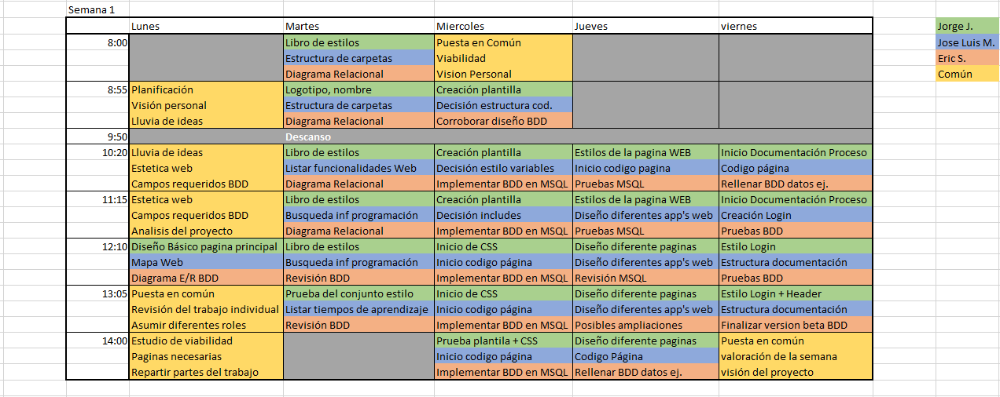 Semana 1
Lunes Martes Miercoles Jueves viernes
Jorge J.
8:00 Libro de estilos Puesta en Común
Jose Luis M.
Estructura de carpetas Viabilidad
Eric S.
Diagrama Relacional Vision Personal
Común
8:55 Planificación Logotipo, nombre Creación plantilla
Visión personal Estructura de carpetas Decisión estructura cod.
Lluvia de ideas Diagrama Relacional Corroborar diseño BDD
9:50 Descanso
10:20 Lluvia de ideas Libro de estilos Creación plantilla Estilos de la pagina WEB Inicio Documentación Proceso
Estetica web Listar funcionalidades Web Decisión estilo variables Inicio codigo pagina Codigo página
Campos requeridos BDD Diagrama Relacional Implementar BDD en MSQL Pruebas MSQL Rellenar BDD datos ej.
11:15 Estetica web Libro de estilos Creación plantilla Estilos de la pagina WEB Inicio Documentación Proceso
Campos requeridos BDD Busqueda inf programación Decisión includes Diseño diferentes app's web Creación Login
Analisis del proyecto Diagrama Relacional Implementar BDD en MSQL Pruebas MSQL Pruebas BDD
12:10 Diseño Básico pagina principal Libro de estilos Inicio de CSS Diseño diferente paginas Estilo Login
Mapa Web Busqueda inf programación Inicio codigo página Diseño diferentes app's web Estructura documentación
Diagrama E/R BDD Revisión BDD Implementar BDD en MSQL Revisión MSQL Pruebas BDD
13:05 Puesta en común Prueba del conjunto estilo Inicio de CSS Diseño diferente paginas Estilo Login + Header
Revisión del trabajo individual Listar tiempos de aprendizaje Inicio codigo página Diseño diferentes app's web Estructura documentación
Asumir diferentes roles Revisión BDD Implementar BDD en MSQL Posibles ampliaciones Finalizar version beta BDD
14:00 Estudio de viabilidad Prueba plantila + CSS Diseño diferente paginas Puesta en común
Paginas necesarias Inicio codigo página Codigo Página valoración de la semana
Repartir partes del trabajo Implementar BDD en MSQL Rellenar BDD datos ej. visión del proyecto